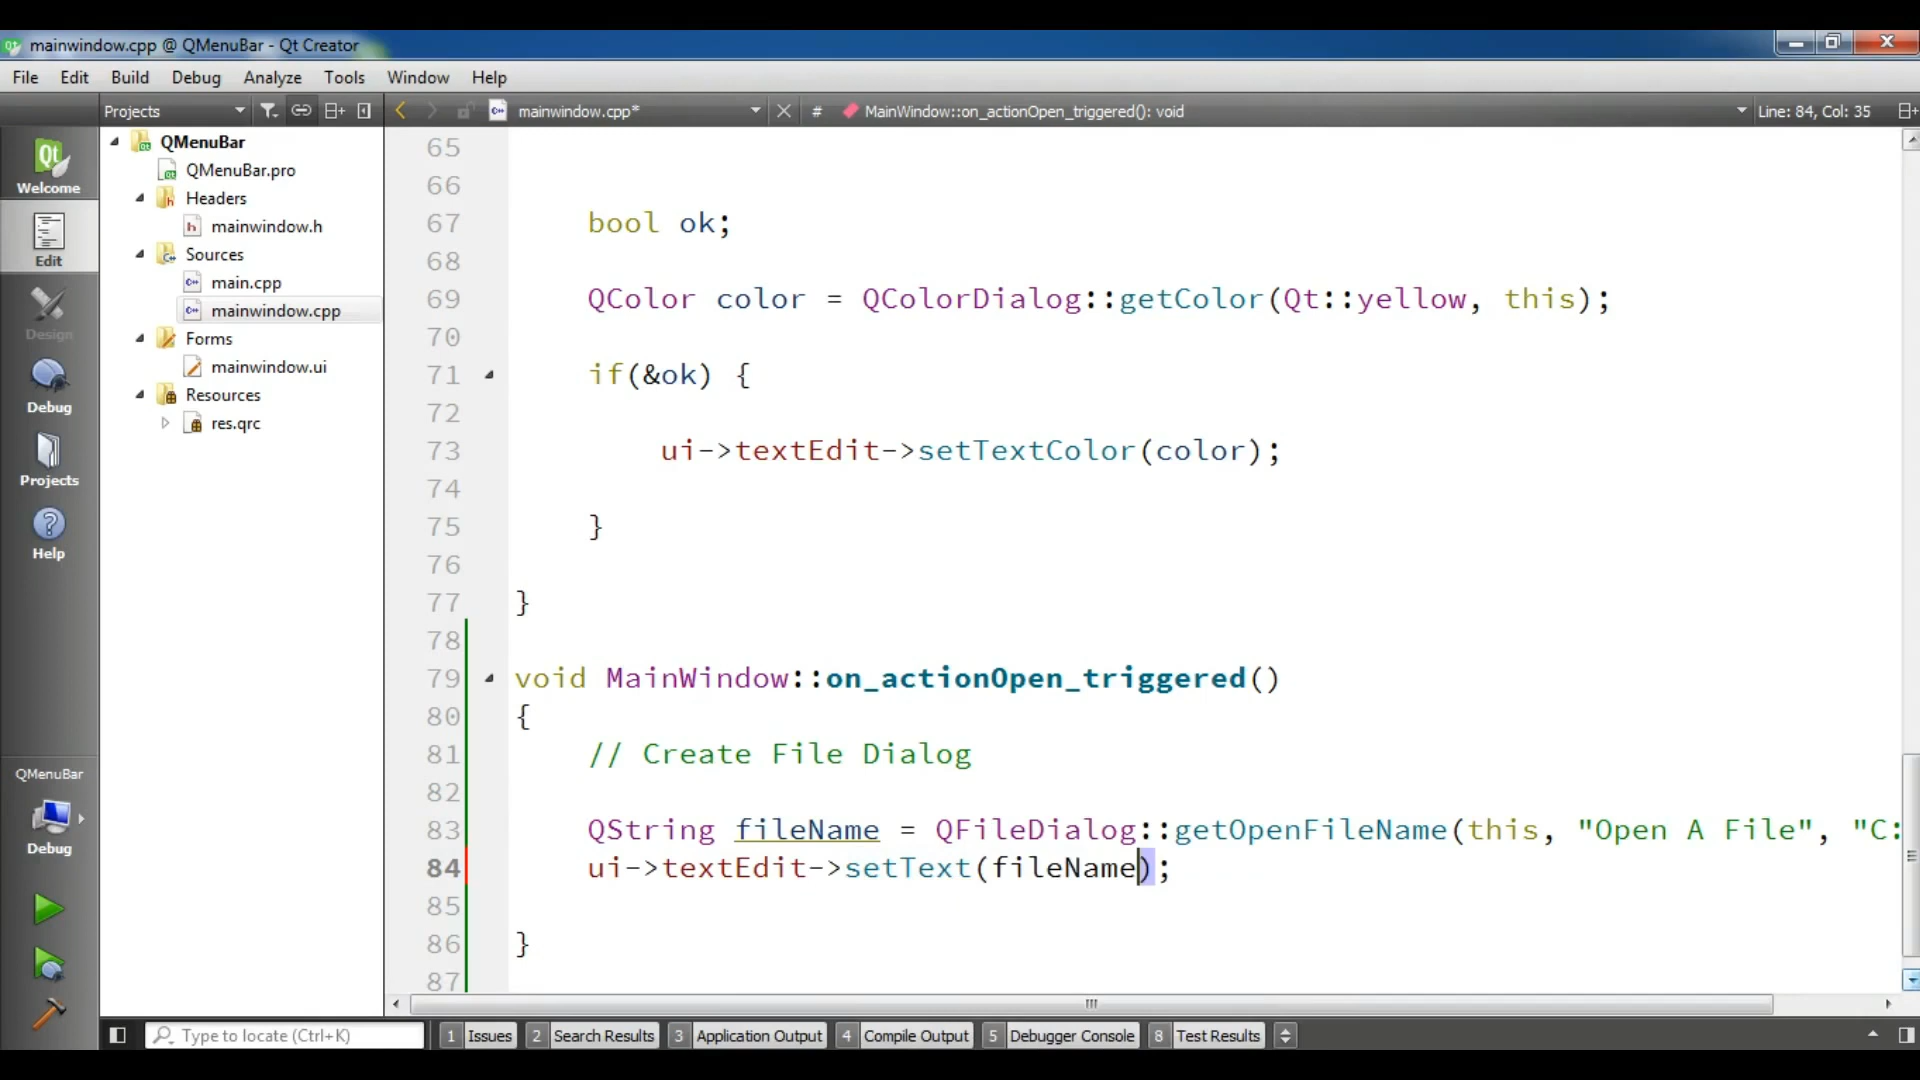 mainwindow.cpp @ QMenuBar - Qt Creator
File Edit Build Debug Analyze Tools Window Help
Projects mainwindow.cpp* # MainWindow::on_actionOpen_triggered(): void Line: 84, Col: 35
Welcome
Edit
Design
Debug
Projects
Help
QMenuBar
Debug
QMenuBar
QMenuBar.pro
Headers
mainwindow.h
Sources
main.cpp
mainwindow.cpp
Forms
mainwindow.ui
Resources
res.qrc
65
66
67 bool ok;
68
69 QColor color = QColorDialog::getColor(Qt::yellow, this);
70
71 if(&ok) {
72
73 ui->textEdit->setTextColor(color);
74
75 }
76
77 }
78
79 void MainWindow::on_actionOpen_triggered()
80 {
81 // Create File Dialog
82
83 QString fileName = QFileDialog::getOpenFileName(this, "Open A File", "C:
84 ui->textEdit->setText(fileName);
85
86 }
87
Type to locate (Ctrl+K) 1 Issues 2 Search Results 3 Application Output 4 Compile Output 5 Debugger Console 8 Test Results